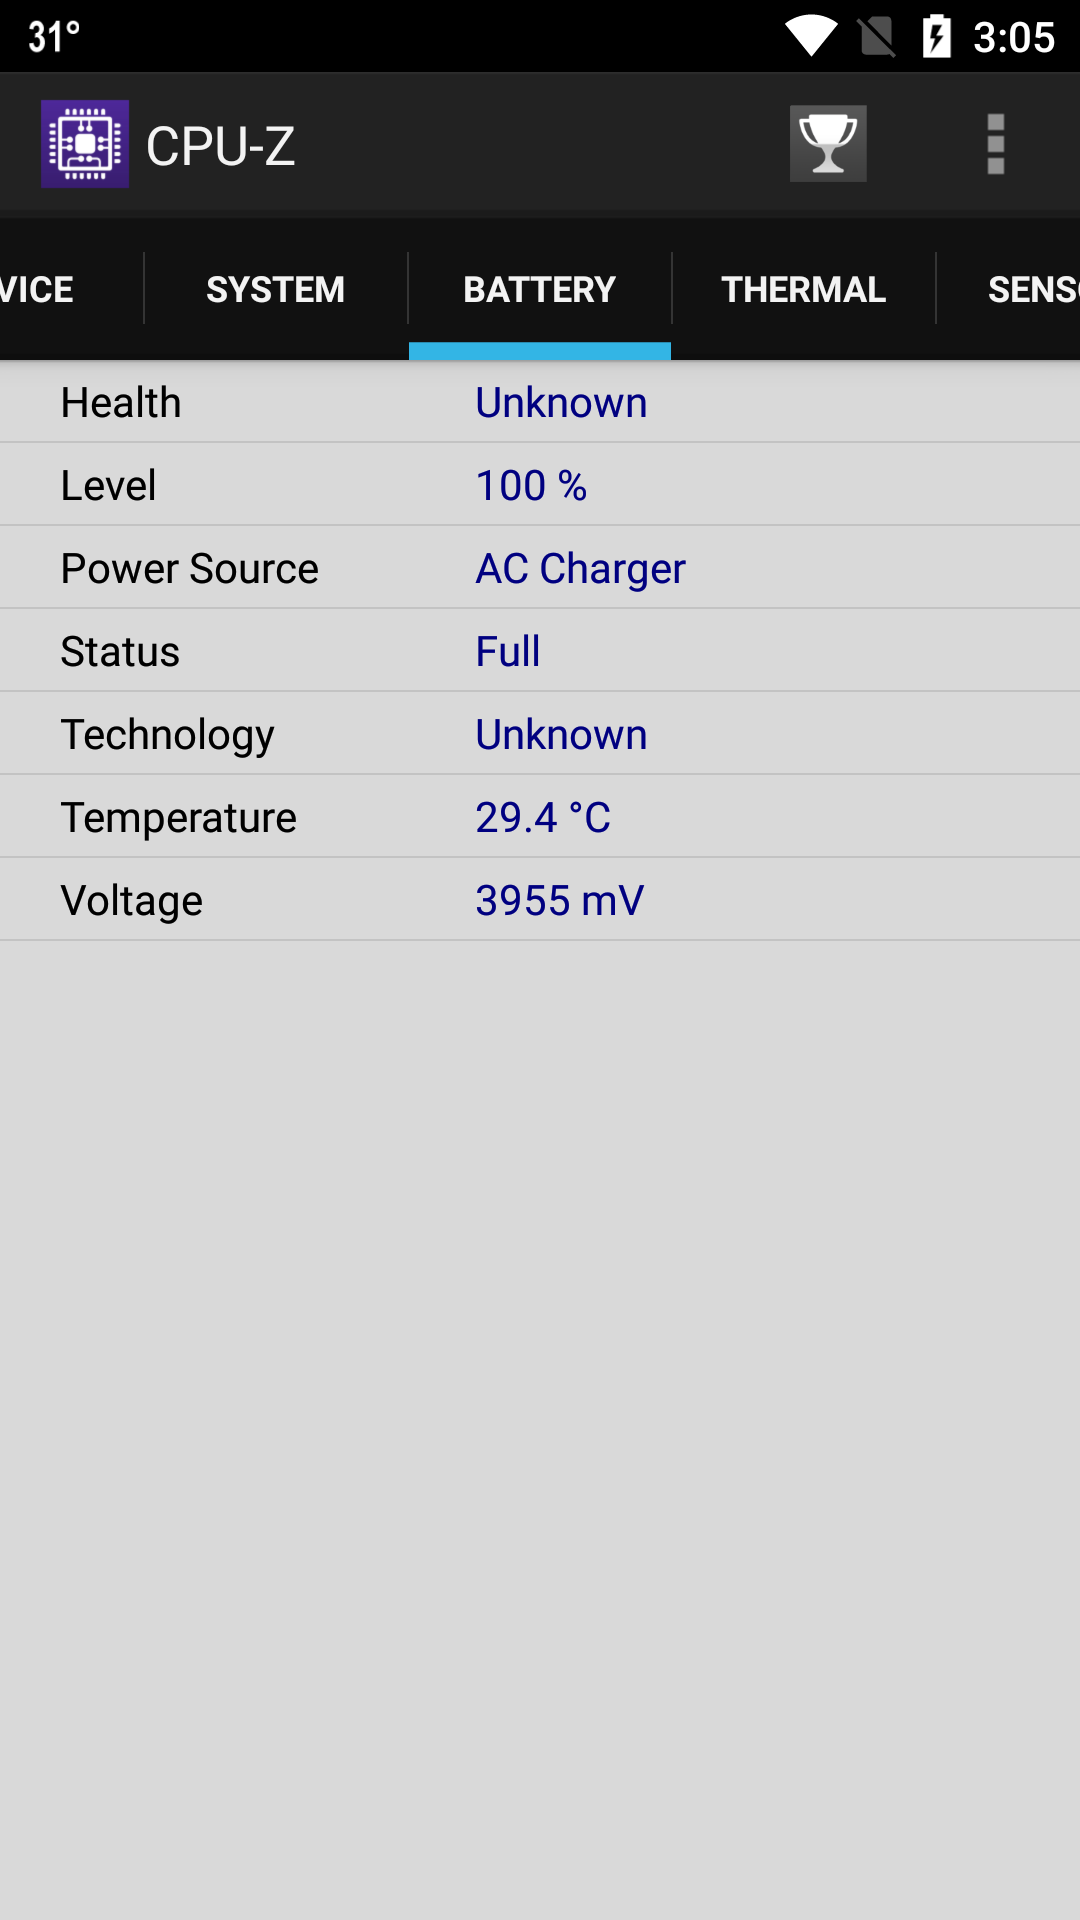 31° 3:05
CPU-Z
VICE SYSTEM BATTERY THERMAL SENSO
Health Unknown
Level 100 %
Power Source AC Charger
Status Full
Technology Unknown
Temperature 29.4 °C
Voltage 3955 mV